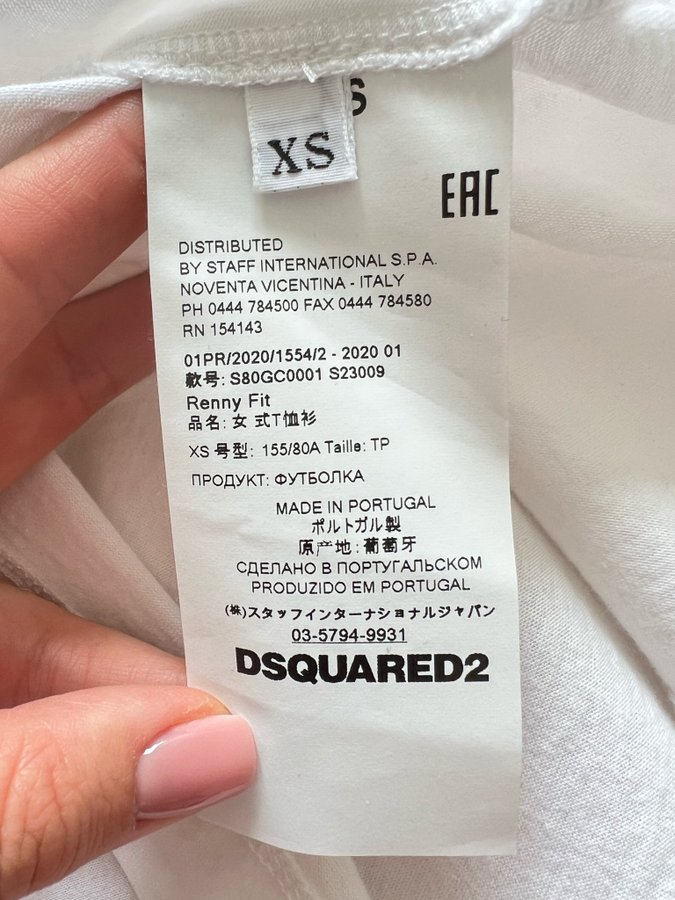 XS
S
EAC
DISTRIBUTED
BY STAFF INTERNATIONAL S.P.A.
NOVENTA VICENTINA - ITALY
PH 0444 784500 FAX 0444 784580
RN 154143
01PR/2020/1554/2 - 2020 01
款号: S80GC0001 S23009
Renny Fit
品名: 女 式T恤衫
XS 号型: 155/80A Taille: TP
ПРОДУКТ: ФУТБОЛКА
MADE IN PORTUGAL
ポルトガル製
原产地: 葡萄牙
СДЕЛАНО В ПОРТУГАЛЬСКОМ
PRODUZIDO EM PORTUGAL
(株)スタッフインターナショナルジャパン
03-5794-9931
DSQUARED2